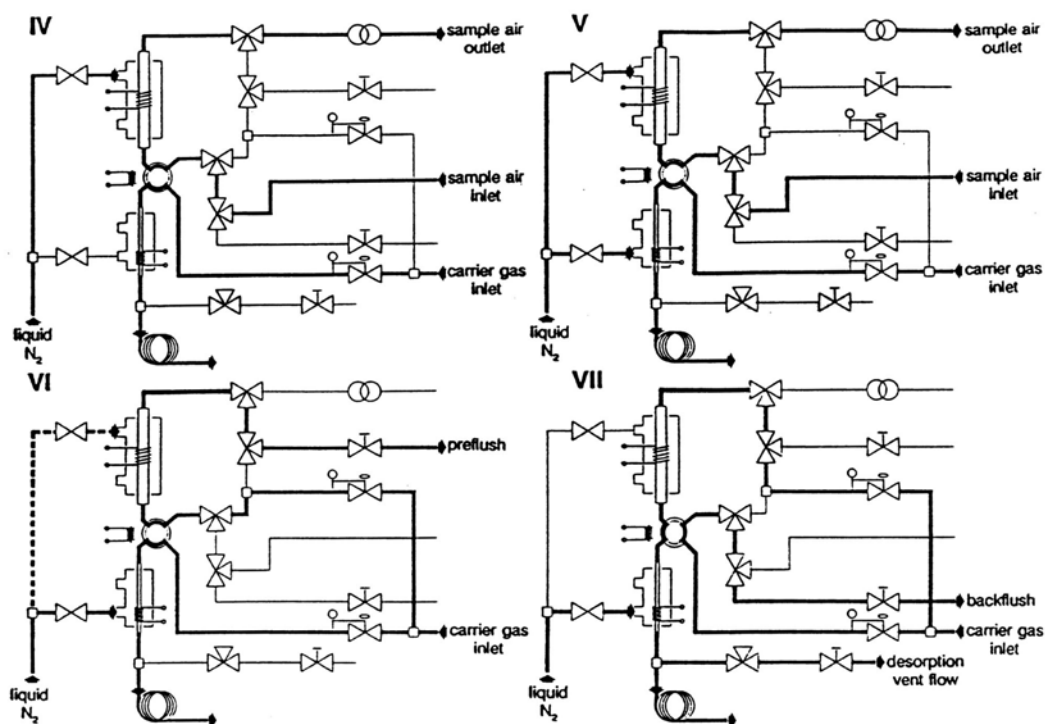 IV
sample air
outlet
sample air
inlet
carrier gas
inlet
liquid
N₂
V
sample air
outlet
sample air
inlet
carrier gas
inlet
liquid
N₂
VI
preflush
carrier gas
inlet
liquid
N₂
VII
backflush
carrier gas
inlet
desorption
vent flow
liquid
N₂